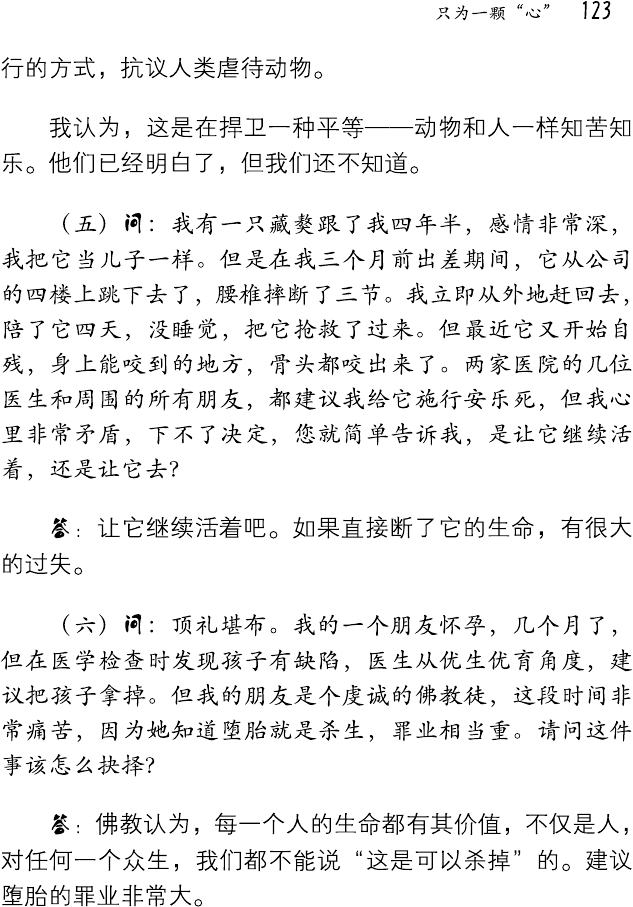 只为一颗“心” 123
行的方式，抗议人类虐待动物。
我认为，这是在捍卫一种平等——动物和人一样知苦知
乐。他们已经明白了，但我们还不知道。
（五）问：我有一只藏獒跟了我四年半，感情非常深，
我把它当儿子一样。但是在我三个月前出差期间，它从公司
的四楼上跳下去了，腰椎摔断了三节。我立即从外地赶回去，
陪了它四天，没睡觉，把它抢救了过来。但最近它又开始自
残，身上能咬到的地方，骨头都咬出来了。两家医院的几位
医生和周围的所有朋友，都建议我给它施行安乐死，但我心
里非常矛盾，下不了决定，您就简单告诉我，是让它继续活
着，还是让它去？
答：让它继续活着吧。如果直接断了它的生命，有很大
的过失。
（六）问：顶礼堪布。我的一个朋友怀孕，几个月了，
但在医学检查时发现孩子有缺陷，医生从优生优育角度，建
议把孩子拿掉。但我的朋友是个虔诚的佛教徒，这段时间非
常痛苦，因为她知道堕胎就是杀生，罪业相当重。请问这件
事该怎么抉择？
答：佛教认为，每一个人的生命都有其价值，不仅是人，
对任何一个众生，我们都不能说“这是可以杀掉”的。建议
堕胎的罪业非常大。